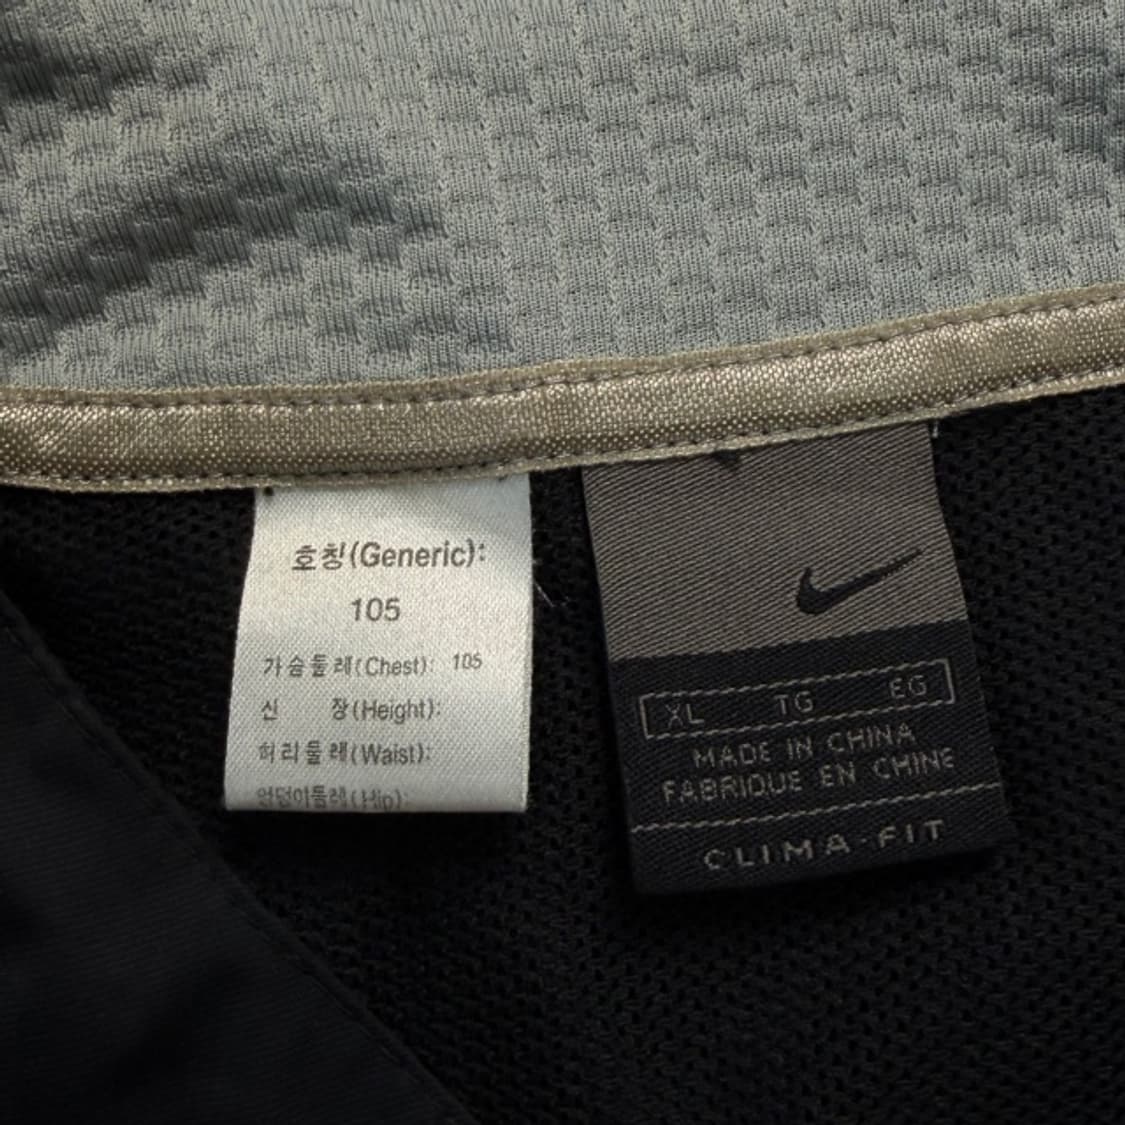 호칭(Generic):
105
가슴둘레(Chest): 105
신 장(Height):
허리둘레(Waist):
엉덩이둘레(Hip):
XL TG EG
MADE IN CHINA
FABRIQUE EN CHINE
CLIMA-FIT